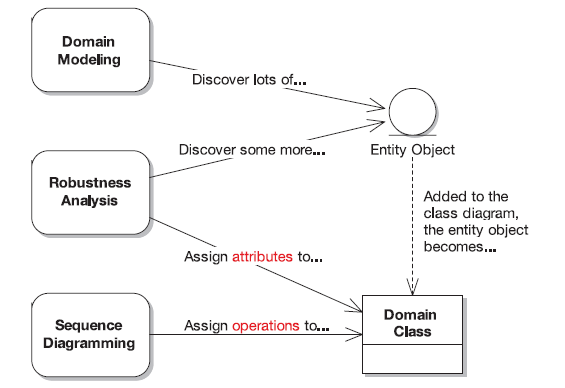 Domain
Modeling
Discover lots of...
Discover some more...
Entity Object
Robustness
Analysis
Added to the
class diagram,
the entity object
becomes...
Assign attributes to...
Sequence
Diagramming
Assign operations to...
Domain
Class